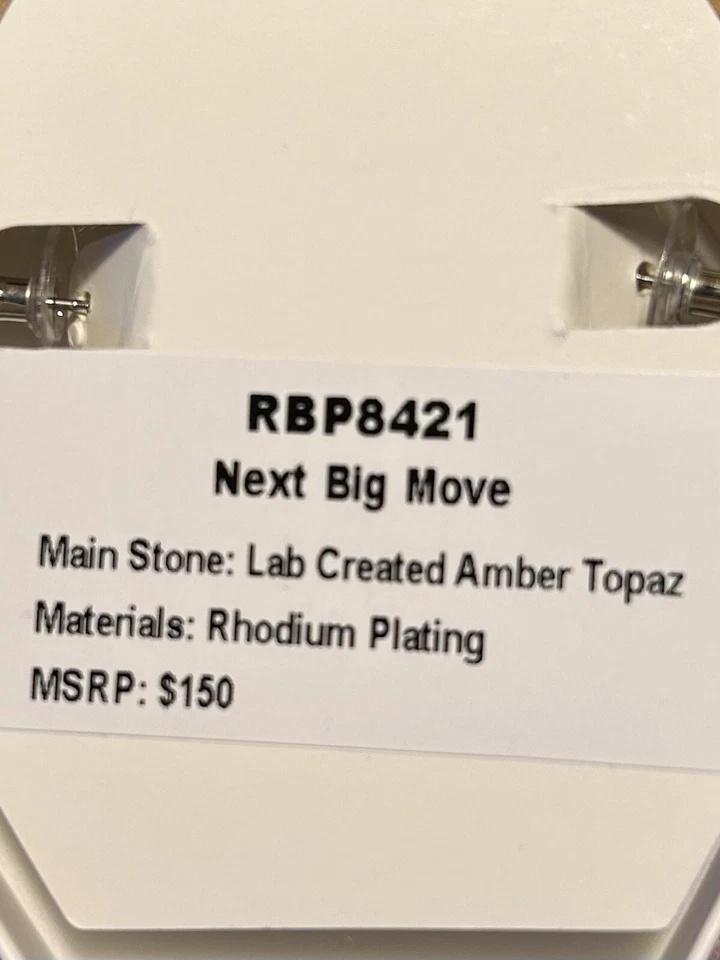 RBP8421
Next Big Move
Main Stone: Lab Created Amber Topaz
Materials: Rhodium Plating
MSRP: $150